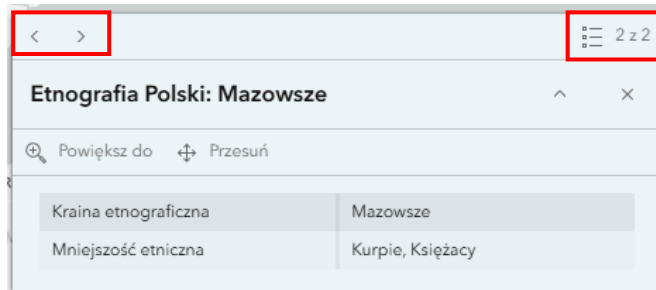 2 z 2
Etnografia Polski: Mazowsze
Powiększ do Przesuń
Kraina etnograficzna Mazowsze
Mniejszość etniczna Kurpie, Księżacy